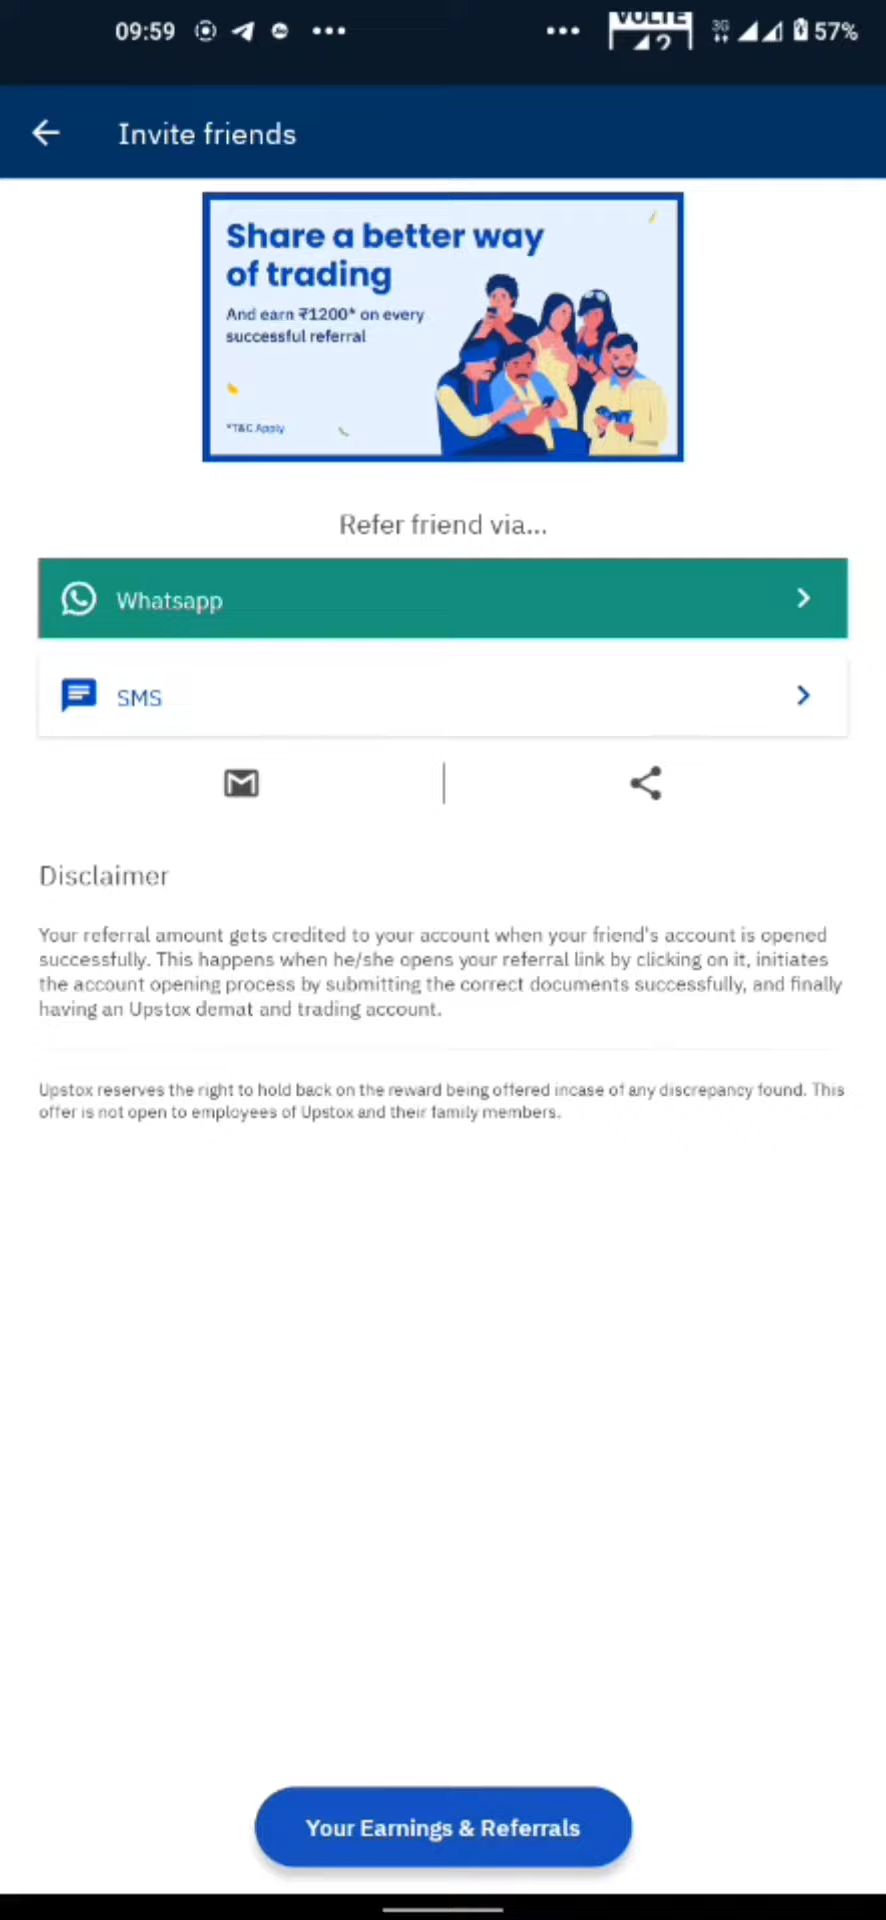 09:59
VOLTE
3G
57%
Invite friends
Share a better way
of trading
And earn ₹1200* on every
successful referral
*T&C Apply
Refer friend via...
Whatsapp
SMS
Disclaimer
Your referral amount gets credited to your account when your friend's account is opened
successfully. This happens when he/she opens your referral link by clicking on it, initiates
the account opening process by submitting the correct documents successfully, and finally
having an Upstox demat and trading account.
Upstox reserves the right to hold back on the reward being offered incase of any discrepancy found. This
offer is not open to employees of Upstox and their family members.
Your Earnings & Referrals